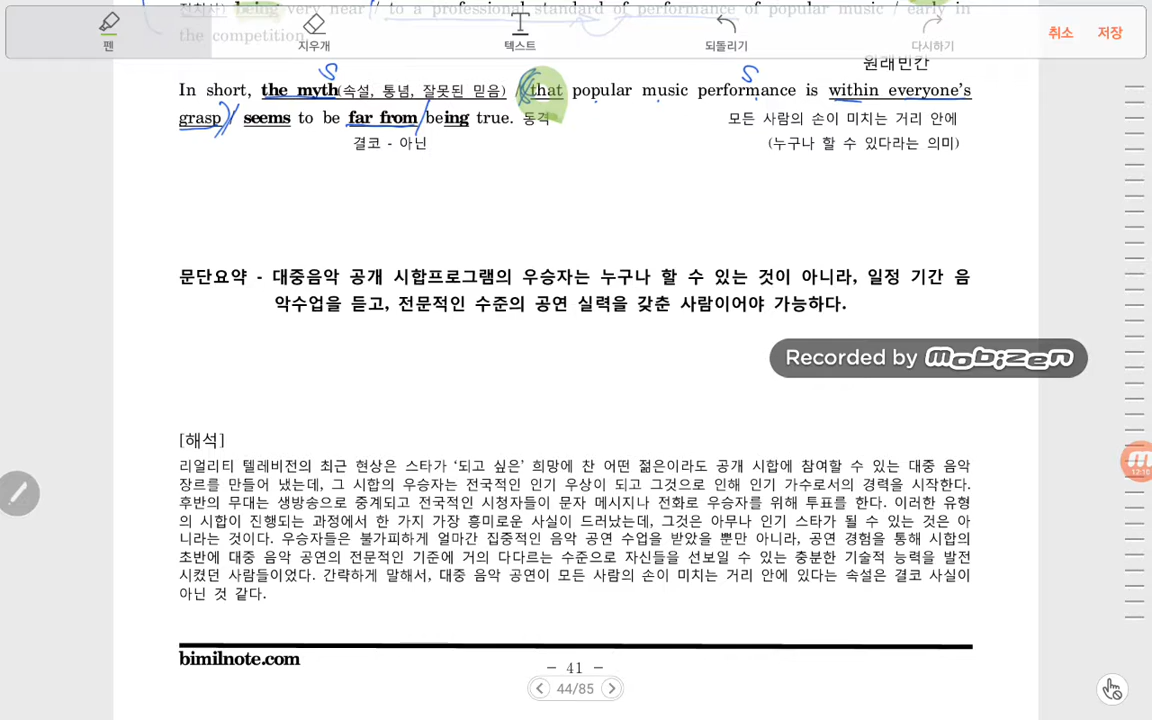 전치사) being very near / to a professional standard of performance of popular music / early in
the competition.
펜
지우개
텍스트
되돌리기
다시하기
취소
저장
원래민간
S
S
In short, the myth(속설, 통념, 잘못된 믿음) / (that popular music performance is within everyone's
grasp) / seems to be far from / being true. 동격
모든 사람의 손이 미치는 거리 안에
결코 - 아닌
(누구나 할 수 있다라는 의미)
문단요약 - 대중음악 공개 시합프로그램의 우승자는 누구나 할 수 있는 것이 아니라, 일정 기간 음
악수업을 듣고, 전문적인 수준의 공연 실력을 갖춘 사람이어야 가능하다.
Recorded by mobizen
[해석]
리얼리티 텔레비전의 최근 현상은 스타가 '되고 싶은' 희망에 찬 어떤 젊은이라도 공개 시합에 참여할 수 있는 대중 음악
장르를 만들어 냈는데, 그 시합의 우승자는 전국적인 인기 우상이 되고 그것으로 인해 인기 가수로서의 경력을 시작한다.
후반의 무대는 생방송으로 중계되고 전국적인 시청자들이 문자 메시지나 전화로 우승자를 위해 투표를 한다. 이러한 유형
의 시합이 진행되는 과정에서 한 가지 가장 흥미로운 사실이 드러났는데, 그것은 아무나 인기 스타가 될 수 있는 것은 아
니라는 것이다. 우승자들은 불가피하게 얼마간 집중적인 음악 공연 수업을 받았을 뿐만 아니라, 공연 경험을 통해 시합의
초반에 대중 음악 공연의 전문적인 기준에 거의 다다르는 수준으로 자신들을 선보일 수 있는 충분한 기술적 능력을 발전
시켰던 사람들이었다. 간략하게 말해서, 대중 음악 공연이 모든 사람의 손이 미치는 거리 안에 있다는 속설은 결코 사실이
아닌 것 같다.
bimilnote.com
- 41 -
44/85